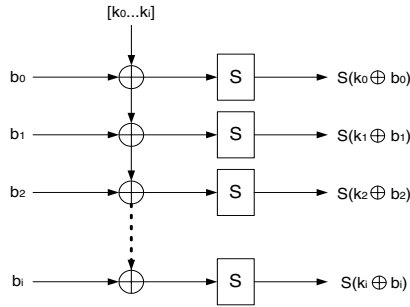 [k₀...kᵢ]
b₀ S S(k₀ ⊕ b₀)
b₁ S S(k₁ ⊕ b₁)
b₂ S S(k₂ ⊕ b₂)
bᵢ S S(kᵢ ⊕ bᵢ)